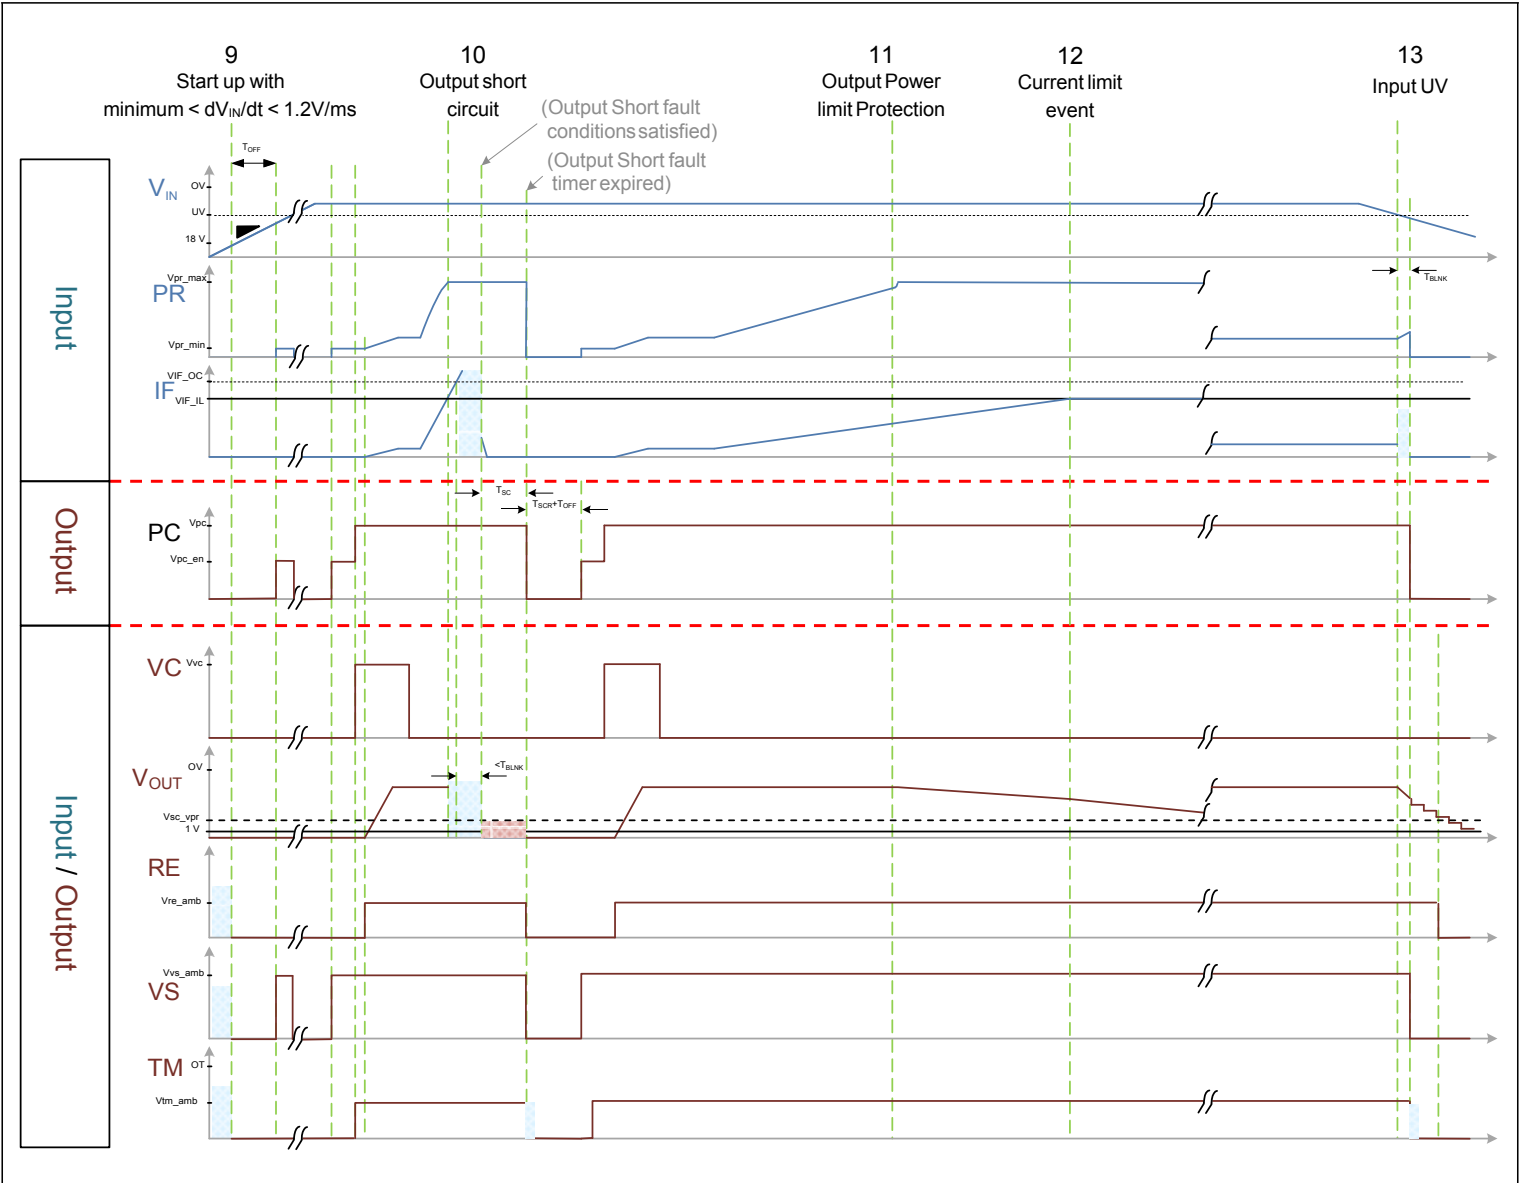 9
Start up with
minimum < dVIN/dt < 1.2V/ms
10
Output short
circuit
(Output Short fault
conditions satisfied)
(Output Short fault
timer expired)
11
Output Power
limit Protection
12
Current limit
event
13
Input UV
TOFF
Input
VIN
OV
UV
18 V
PR
Vpr_max
Vpr_min
TBLNK
IF
VIF_OC
VIF_IL
Output
TSC
TSCR+TOFF
PC
Vpc
Vpc_en
Input / Output
VC
Vvc
VOUT
OV
<TBLNK
Vsc_vpr
1 V
RE
Vre_amb
VS
Vvs_amb
TM
OT
Vtm_amb